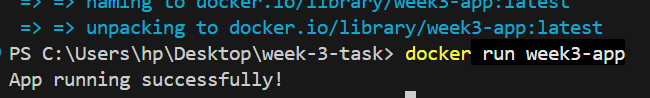 => => naming to docker.io/library/week3-app:latest
=> => unpacking to docker.io/library/week3-app:latest
PS C:\Users\hp\Desktop\week-3-task> docker run week3-app
App running successfully!